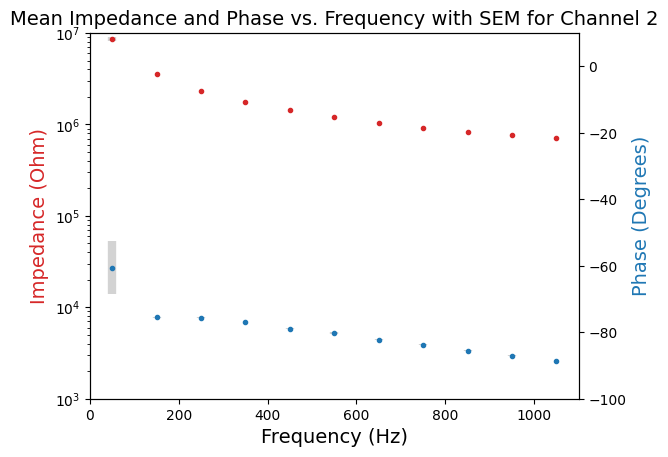 Mean Impedance and Phase vs. Frequency with SEM for Channel 2
10^7
10^6
10^5
10^4
10^3
Impedance (Ohm)
0
−20
−40
−60
−80
−100
Phase (Degrees)
0 200 400 600 800 1000
Frequency (Hz)